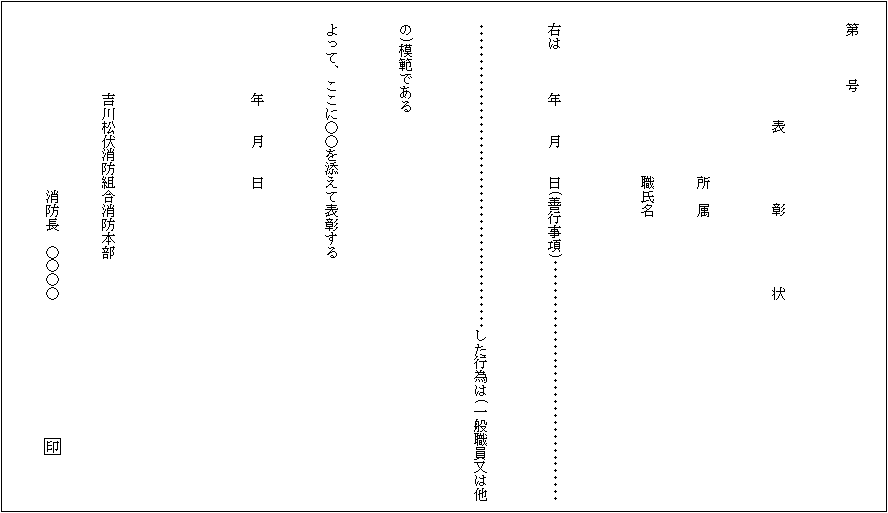 第　　号
表　　彰　　状
所　属
職氏名
右は　　年　月　日(善行事項)・・・・・・・・・・・・・・・・・・・・・・・・・・・・・・・・・・
・・・・・・・・・・・・・・・・・・・・・・・・・・・・・・・・・・・・・・・・・・・した行為は(一般職員又は他
の)模範である
よって、ここに〇〇を添えて表彰する
年　月　日
吉川松伏消防組合消防本部
消防長　〇〇〇〇　　印